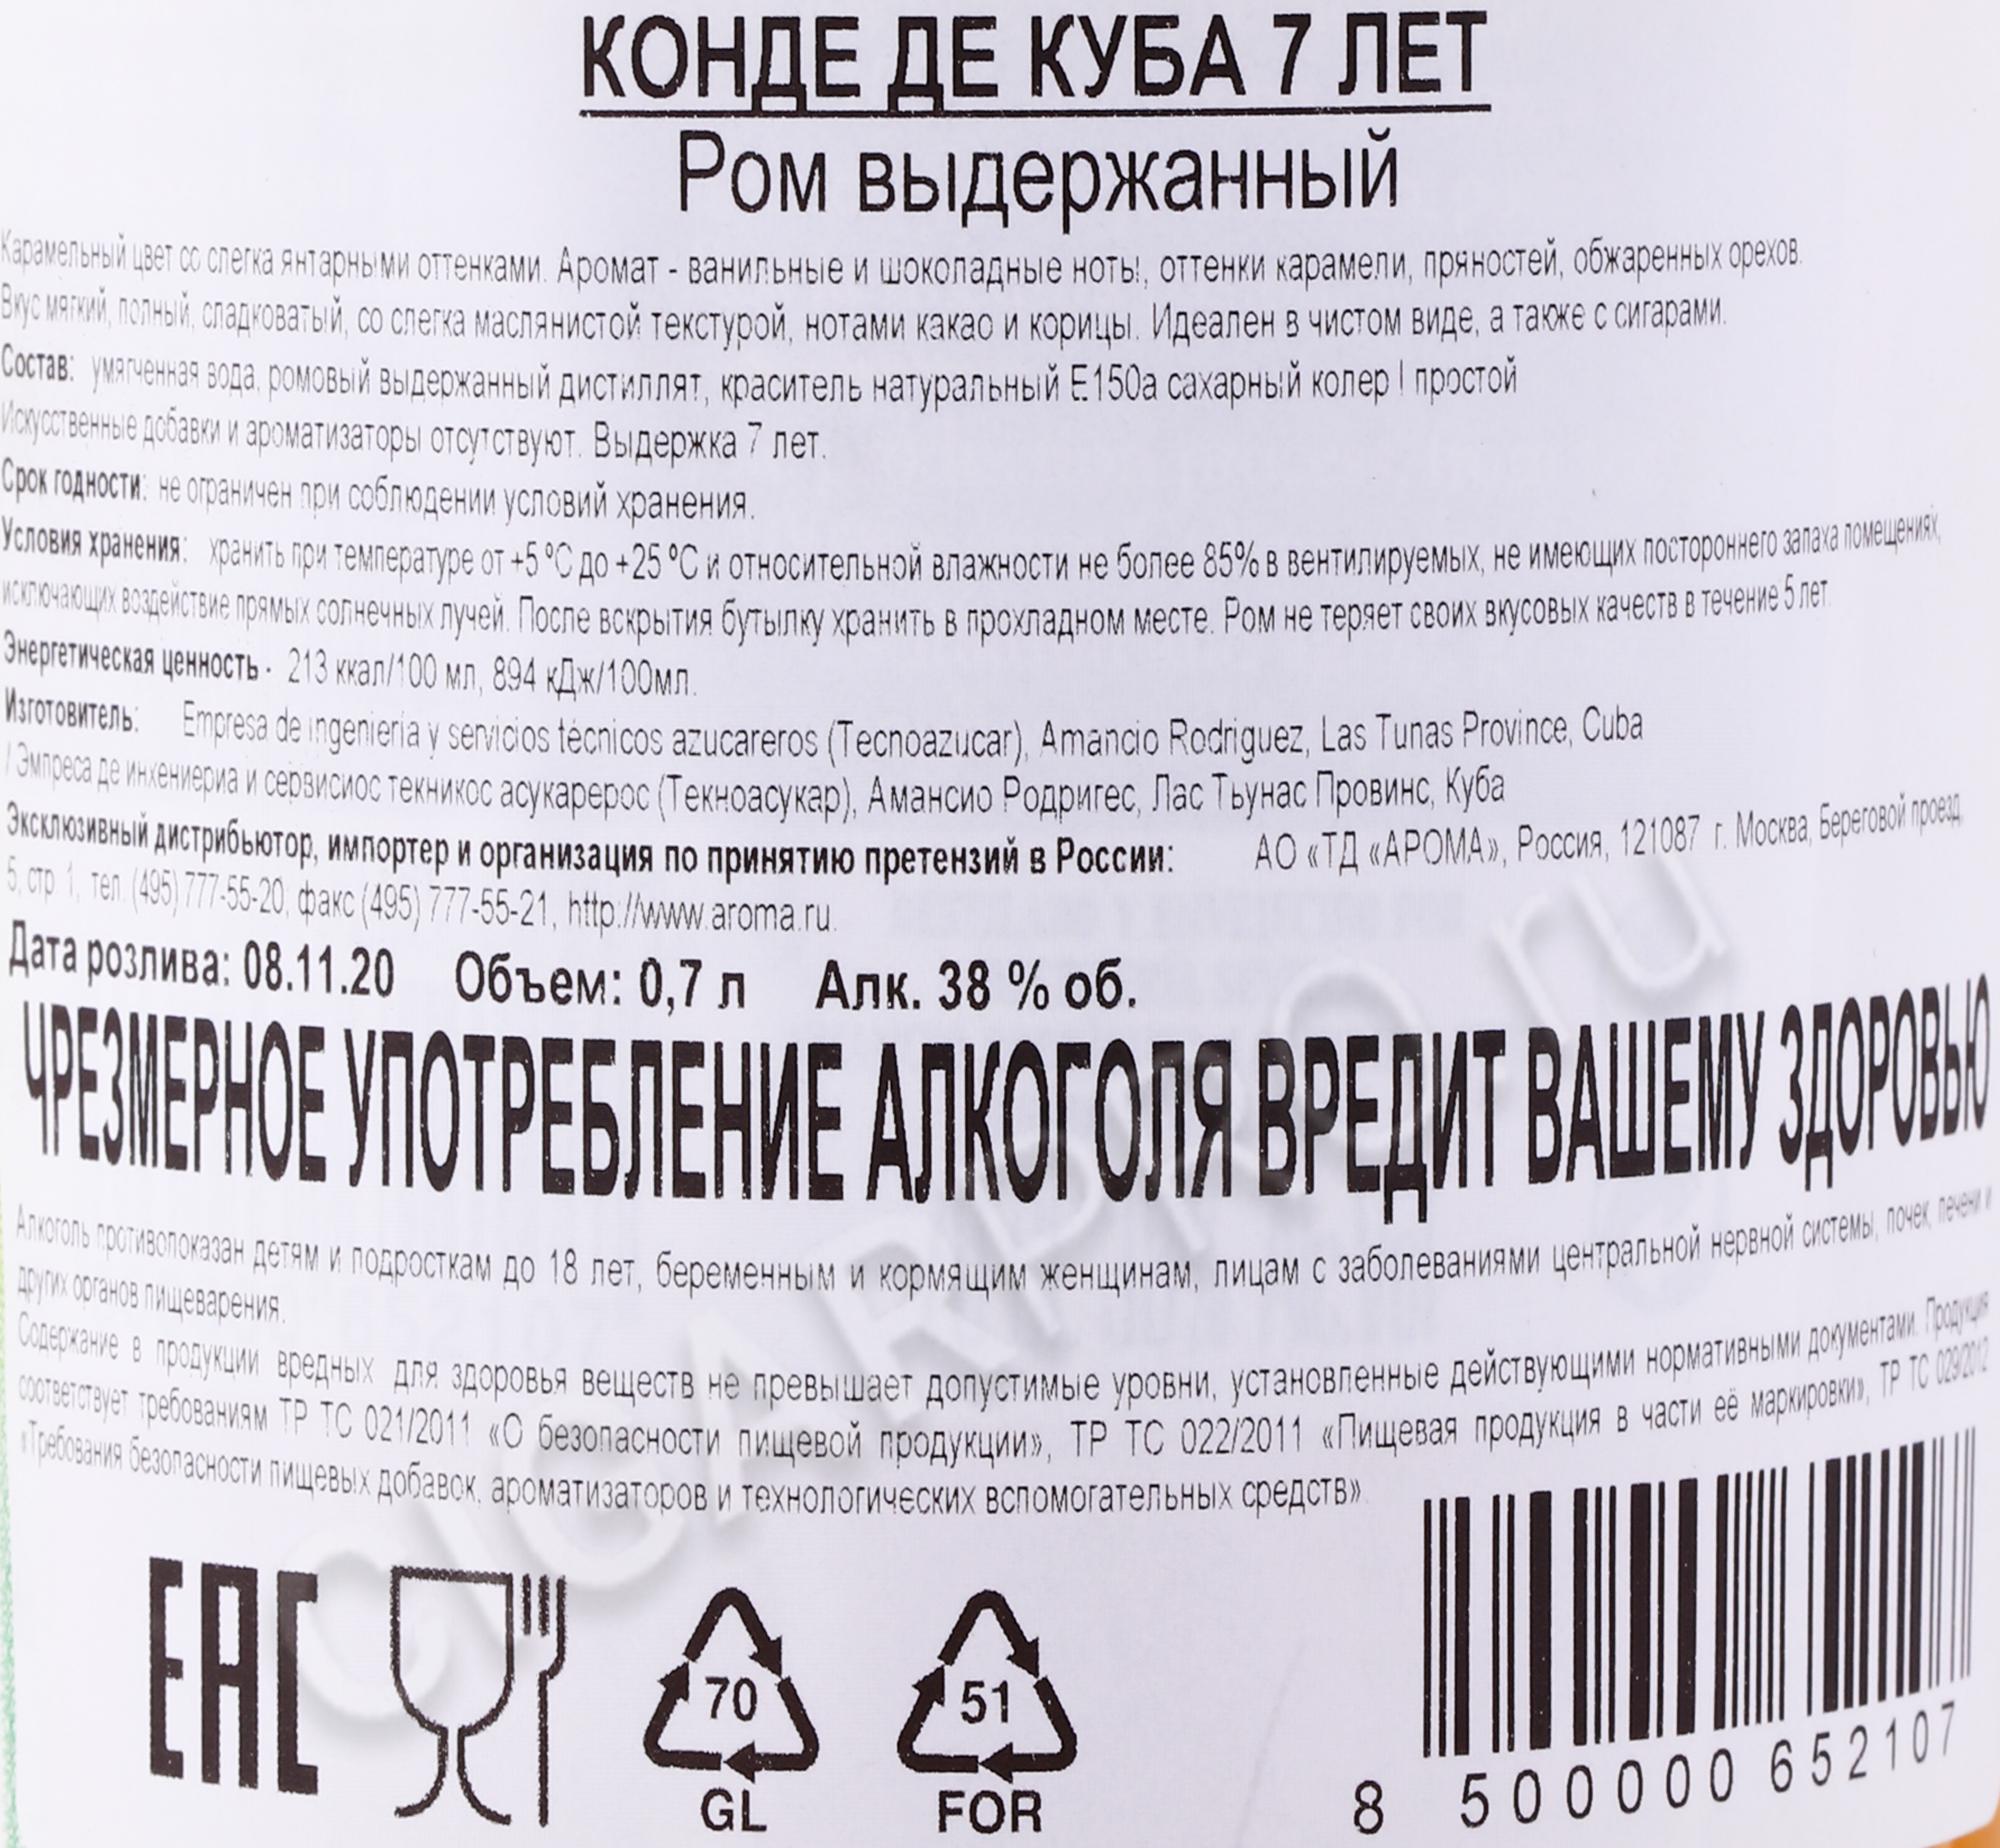 КОНДЕ ДЕ КУБА 7 ЛЕТ
Ром выдержанный
Карамельный цвет со слегка янтарными оттенками. Аромат - ванильные и шоколадные ноты, оттенки карамели, пряностей, обжаренных орехов.
Вкус мягкий, полный, сладковатый, со слегка маслянистой текстурой, нотами какао и корицы. Идеален в чистом виде, а также с сигарами.
Состав: умягченная вода, ромовый выдержанный дистиллят, краситель натуральный Е150а сахарный колер I простой
Искусственные добавки и ароматизаторы отсутствуют. Выдержка 7 лет.
Срок годности: не ограничен при соблюдении условий хранения.
Условия хранения: хранить при температуре от +5 °С до +25 °С и относительной влажности не более 85% в вентилируемых, не имеющих постороннего запаха помещениях,
исключающих воздействие прямых солнечных лучей. После вскрытия бутылку хранить в прохладном месте. Ром не теряет своих вкусовых качеств в течение 5 лет.
Энергетическая ценность - 213 ккал/100 мл, 894 кДж/100мл.
Изготовитель: Empresa de ingenieria y servicios técnicos azucareros (Tecnoazucar), Amancio Rodriguez, Las Tunas Province, Cuba
/ Эмпреса де инхениериа и сервисиос текникос асукарерос (Текноасукар), Амансио Родригес, Лас Тьунас Провинс, Куба
Эксклюзивный дистрибьютор, импортер и организация по принятию претензий в России: АО «ТД «АРОМА», Россия, 121087 г. Москва, Береговой проезд,
5, стр. 1, тел. (495) 777-55-20, факс (495) 777-55-21, http://www.aroma.ru.
Дата розлива: 08.11.20 Объем: 0,7 л Алк. 38 % об.
ЧРЕЗМЕРНОЕ УПОТРЕБЛЕНИЕ АЛКОГОЛЯ ВРЕДИТ ВАШЕМУ ЗДОРОВЬЮ
Алкоголь противопоказан детям и подросткам до 18 лет, беременным и кормящим женщинам, лицам с заболеваниями центральной нервной системы, почек, печени и
других органов пищеварения.
Содержание в продукции вредных для здоровья веществ не превышает допустимые уровни, установленные действующими нормативными документами. Продукция
соответствует требованиям ТР ТС 021/2011 «О безопасности пищевой продукции», ТР ТС 022/2011 «Пищевая продукция в части её маркировки», ТР ТС 029/2012
«Требования безопасности пищевых добавок, ароматизаторов и технологических вспомогательных средств».
EAC
70
GL
51
FOR
8 500000 652107
CIGARPRO.ru